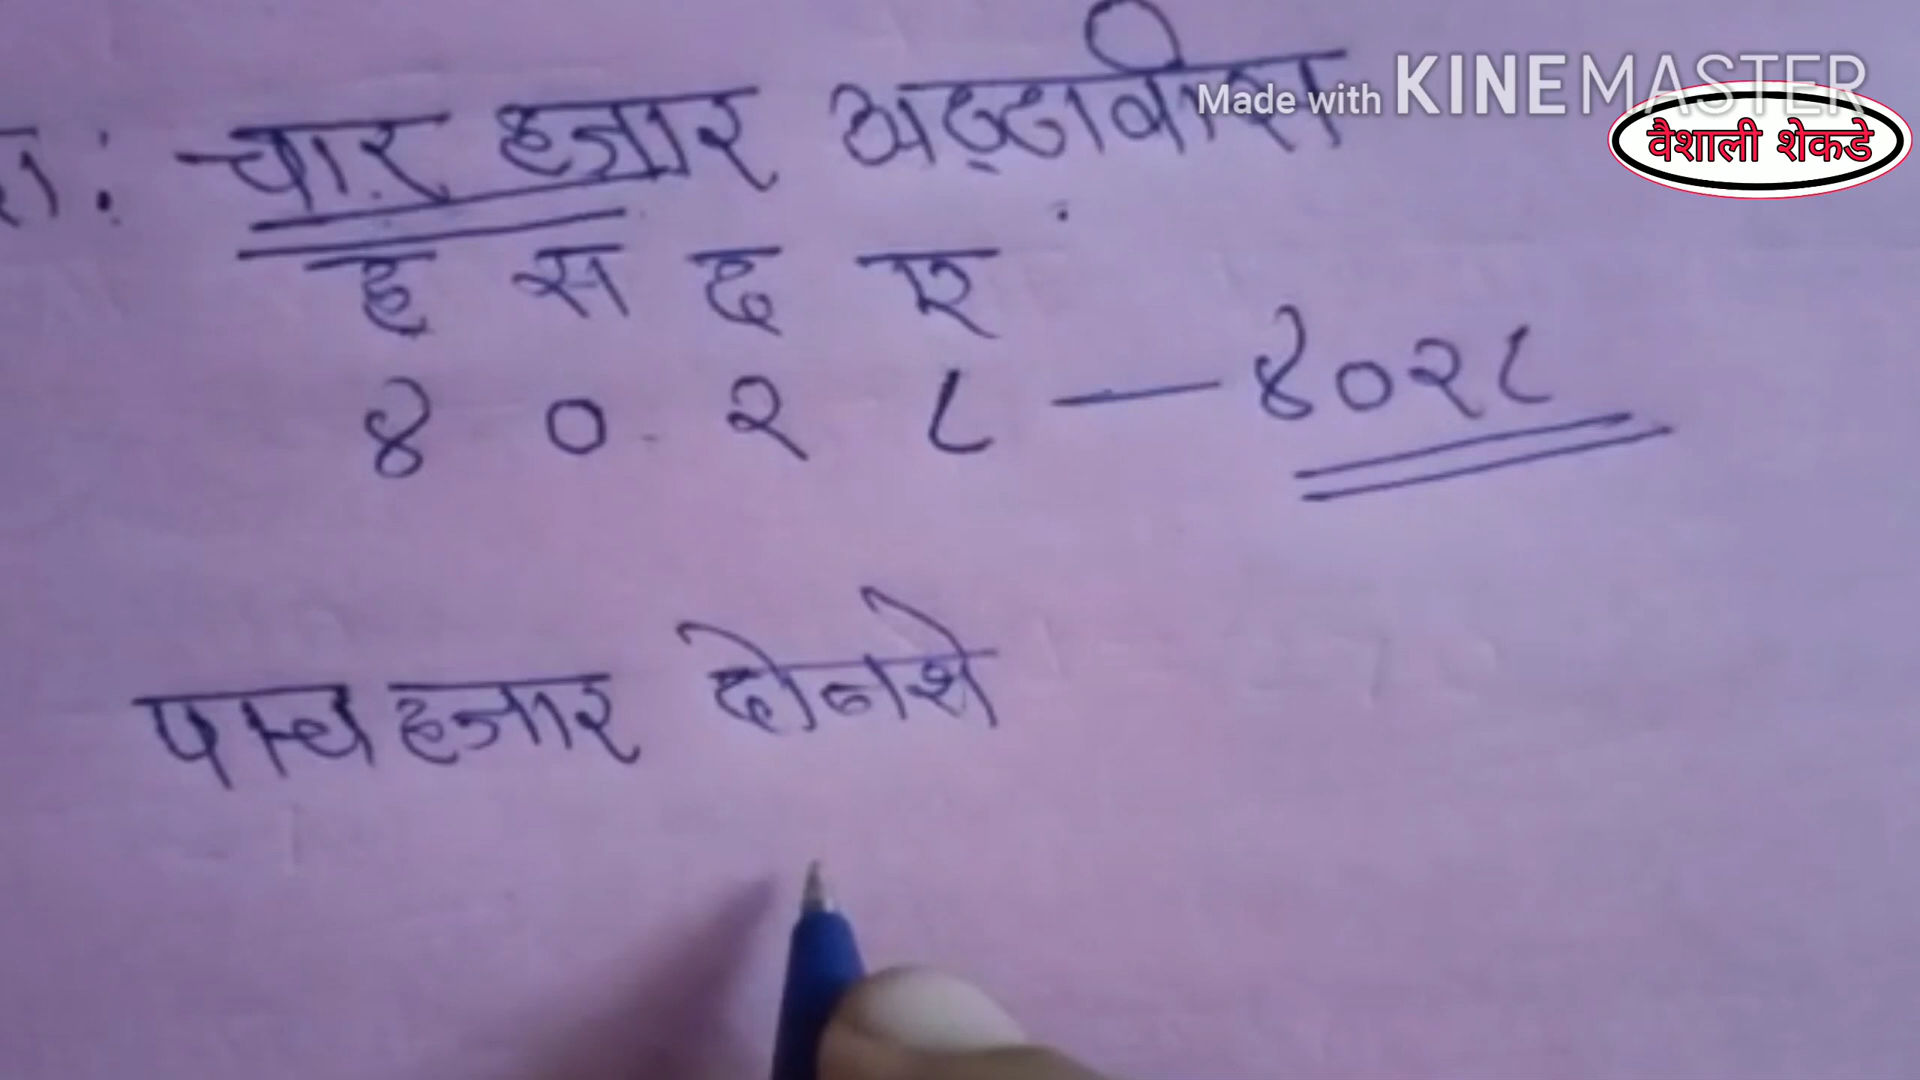 Made with KINEMASTER
वैशाली शेकडे
चार हजार अठ्ठावीस
ह स द ए
४ ० २ ८ — ४०२८
पाच हजार दोनशे